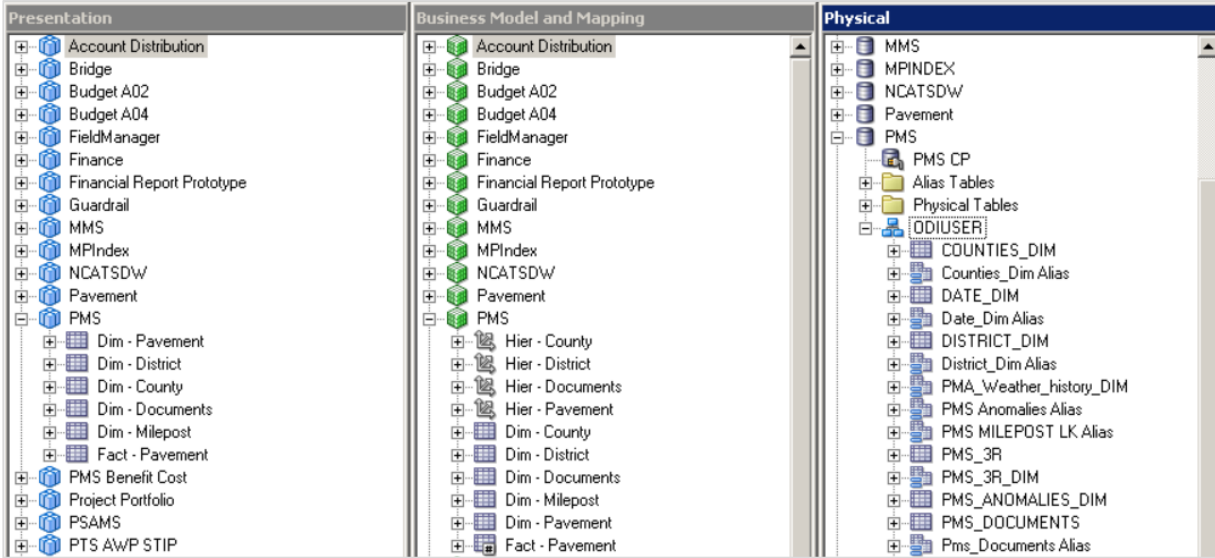 Presentation
Account Distribution
Bridge
Budget A02
Budget A04
FieldManager
Finance
Financial Report Prototype
Guardrail
MMS
MPIndex
NCATSDW
Pavement
PMS
Dim - Pavement
Dim - District
Dim - County
Dim - Documents
Dim - Milepost
Fact - Pavement
PMS Benefit Cost
Project Portfolio
PSAMS
PTS AWP STIP
Business Model and Mapping
Account Distribution
Bridge
Budget A02
Budget A04
FieldManager
Finance
Financial Report Prototype
Guardrail
MMS
MPIndex
NCATSDW
Pavement
PMS
Hier - County
Hier - District
Hier - Documents
Hier - Pavement
Dim - County
Dim - District
Dim - Documents
Dim - Milepost
Dim - Pavement
Fact - Pavement
Physical
MMS
MPINDEX
NCATSDW
Pavement
PMS
PMS CP
Alias Tables
Physical Tables
ODIUSER
COUNTIES_DIM
Counties_Dim Alias
DATE_DIM
Date_Dim Alias
DISTRICT_DIM
District_Dim Alias
PMA_Weather_history_DIM
PMS Anomalies Alias
PMS MILEPOST LK Alias
PMS_3R
PMS_3R_DIM
PMS_ANOMALIES_DIM
PMS_DOCUMENTS
Pms_Documents Alias